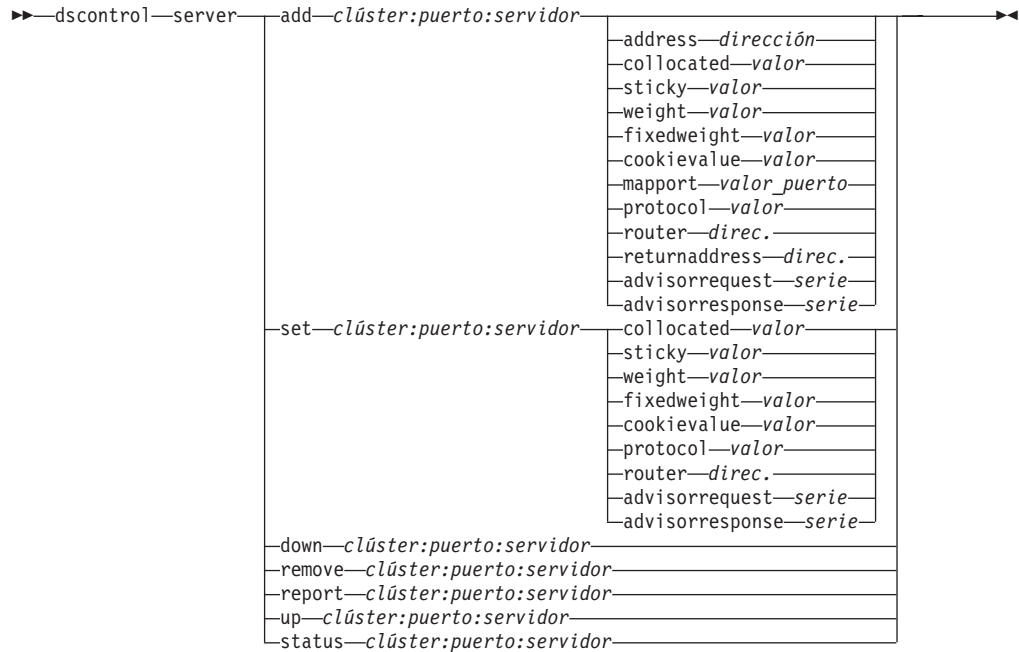 dscontrol server add clúster:puerto:servidor
address dirección
collocated valor
sticky valor
weight valor
fixedweight valor
cookievalue valor
mapport valor_puerto
protocol valor
router direc.
returnaddress direc.
advisorrequest serie
advisorresponse serie
set clúster:puerto:servidor collocated valor
sticky valor
weight valor
fixedweight valor
cookievalue valor
protocol valor
router direc.
advisorrequest serie
advisorresponse serie
down clúster:puerto:servidor
remove clúster:puerto:servidor
report clúster:puerto:servidor
up clúster:puerto:servidor
status clúster:puerto:servidor